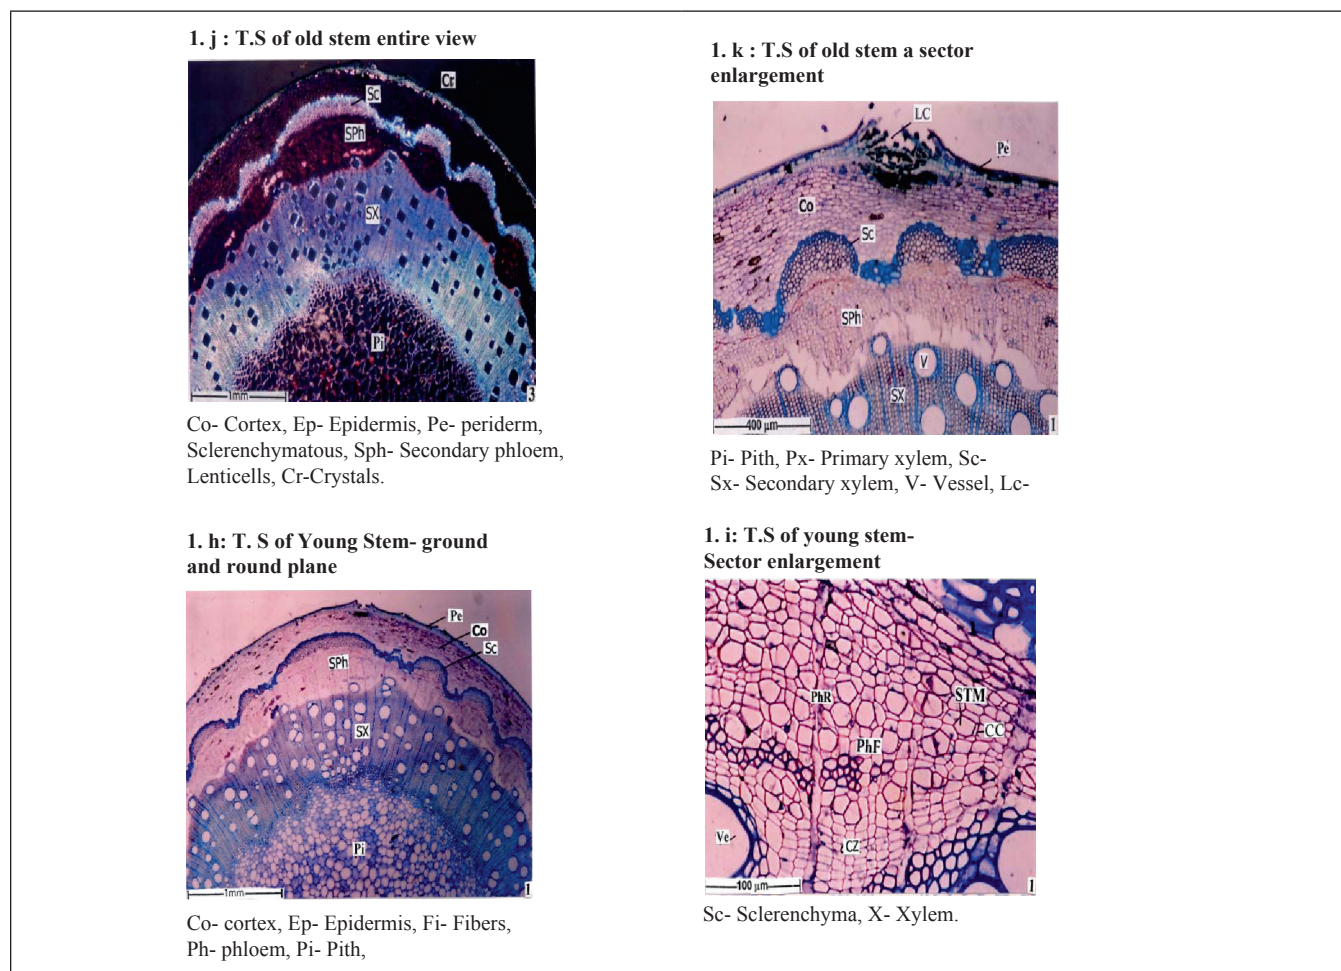 1. j : T.S of old stem entire view
Cr
Sc
SPh
SX
Pi
1mm
3
Co- Cortex, Ep- Epidermis, Pe- periderm,
Sclerenchymatous, Sph- Secondary phloem,
Lenticells, Cr-Crystals.
1. k : T.S of old stem a sector
enlargement
LC
Pe
Co
Sc
SPh
V
SX
400 µm
1
Pi- Pith, Px- Primary xylem, Sc-
Sx- Secondary xylem, V- Vessel, Lc-
1. h: T. S of Young Stem- ground
and round plane
Pe
Co
Sc
SPh
SX
Pi
1mm
1
Co- cortex, Ep- Epidermis, Fi- Fibers,
Ph- phloem, Pi- Pith,
1. i: T.S of young stem-
Sector enlargement
PhR
STM
CC
PhF
Ve
CZ
100 µm
1
Sc- Sclerenchyma, X- Xylem.